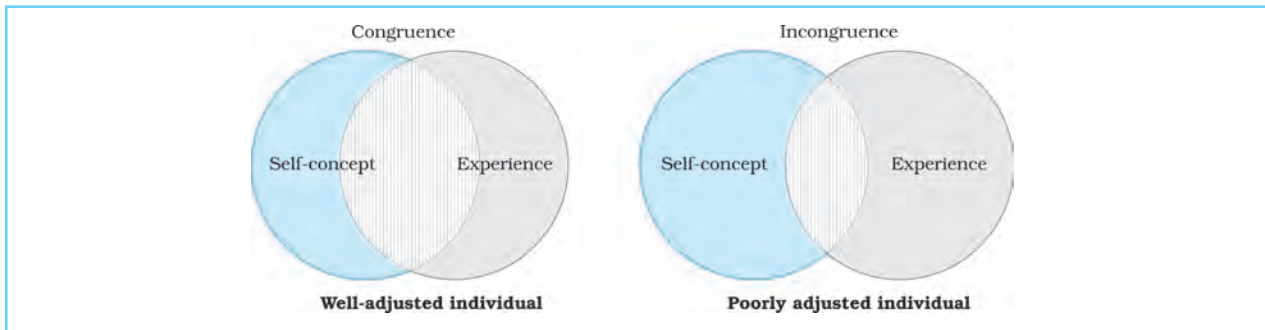 Congruence
Incongruence
Self-concept
Experience
Self-concept
Experience
Well-adjusted individual
Poorly adjusted individual